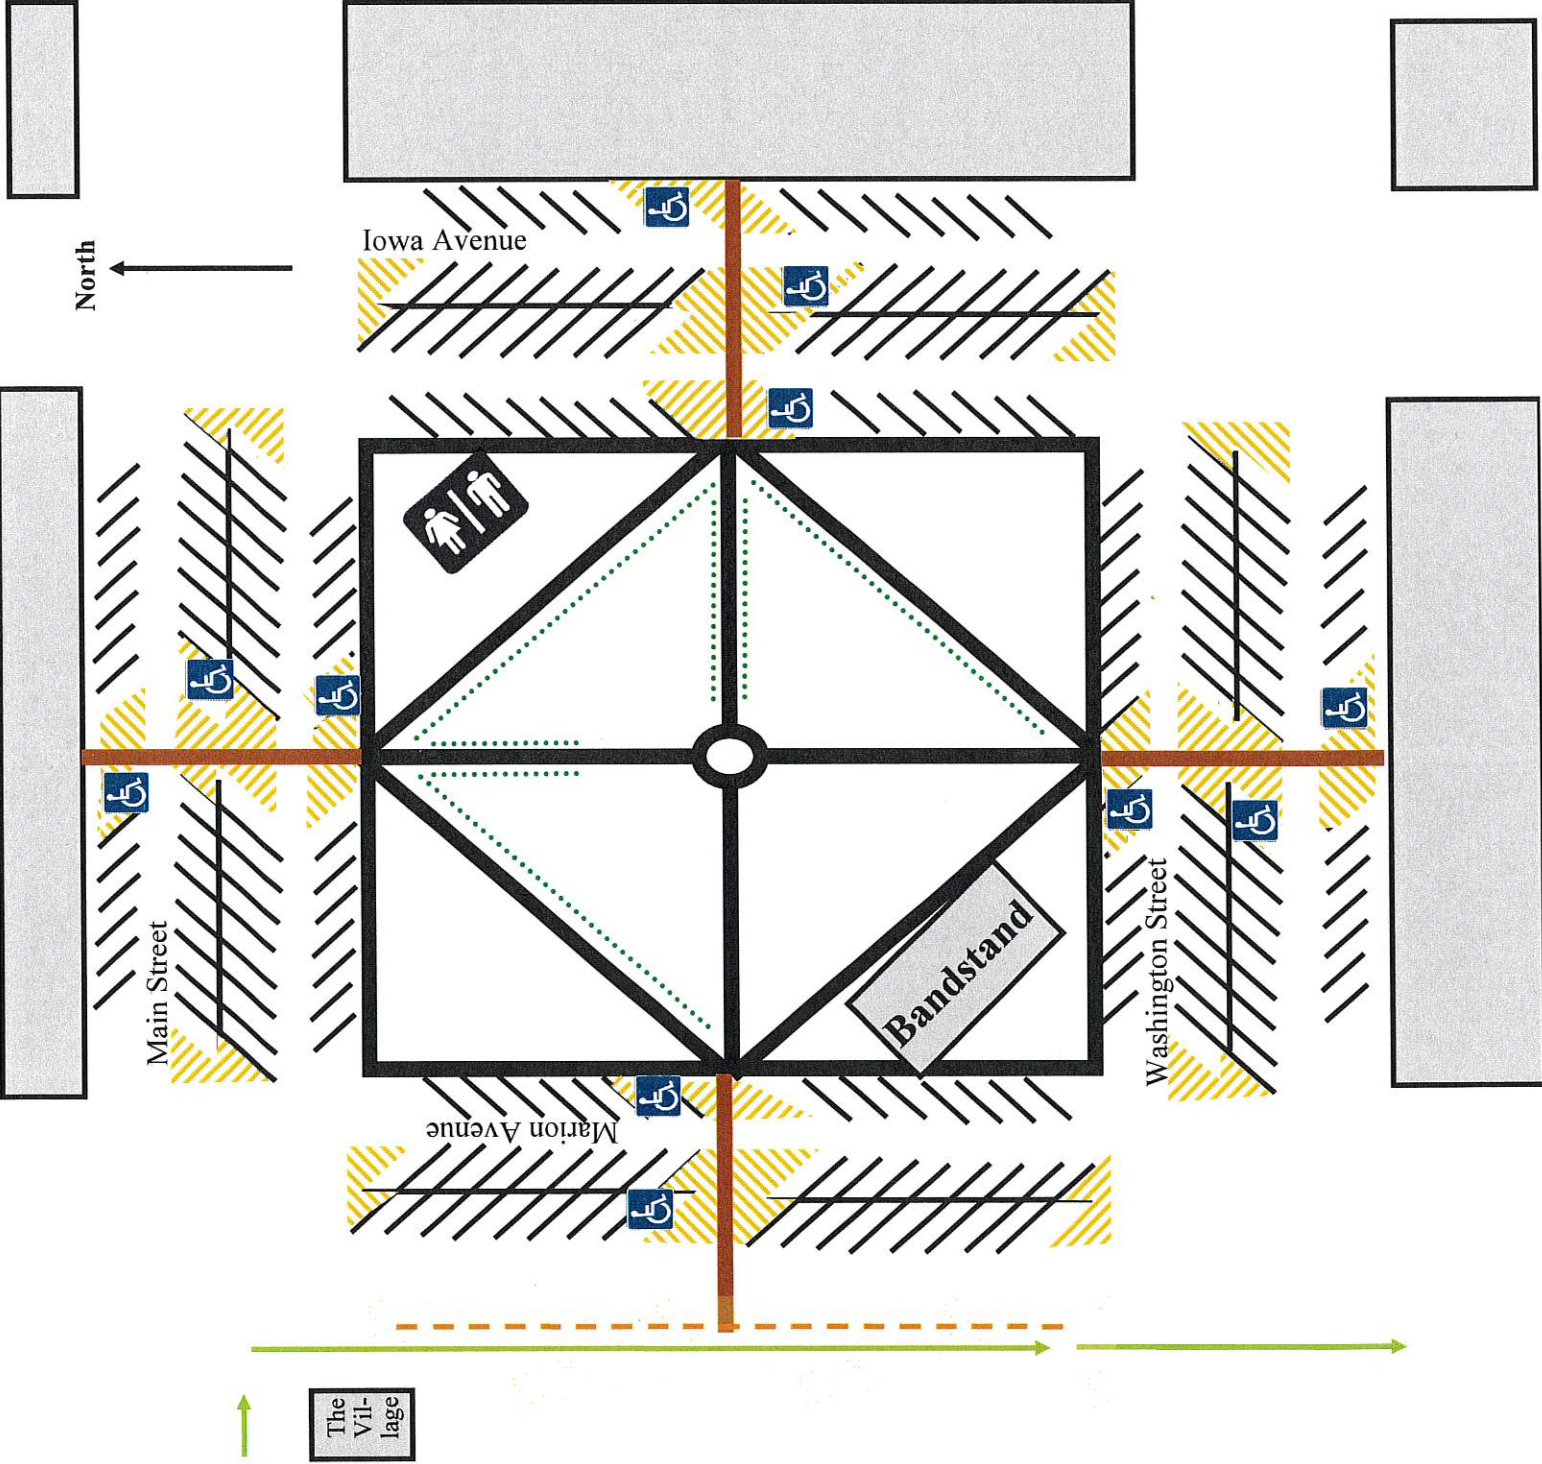 North
Iowa Avenue
Main Street
Marion Avenue
Washington Street
Bandstand
The
Vil-
lage